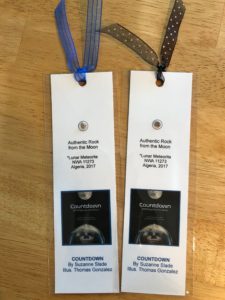 Authentic Rock
from the Moon
*Lunar Meteorite
NWA 11273
Algeria, 2017
Countdown
COUNTDOWN
By Suzanne Slade
Illus. Thomas Gonzalez
Authentic Rock
from the Moon
*Lunar Meteorite
NWA 11273
Algeria, 2017
Countdown
COUNTDOWN
By Suzanne Slade
Illus. Thomas Gonzalez